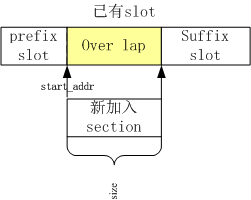 已有slot
prefix slot
Over lap
Suffix slot
start_addr
新加入
section
size